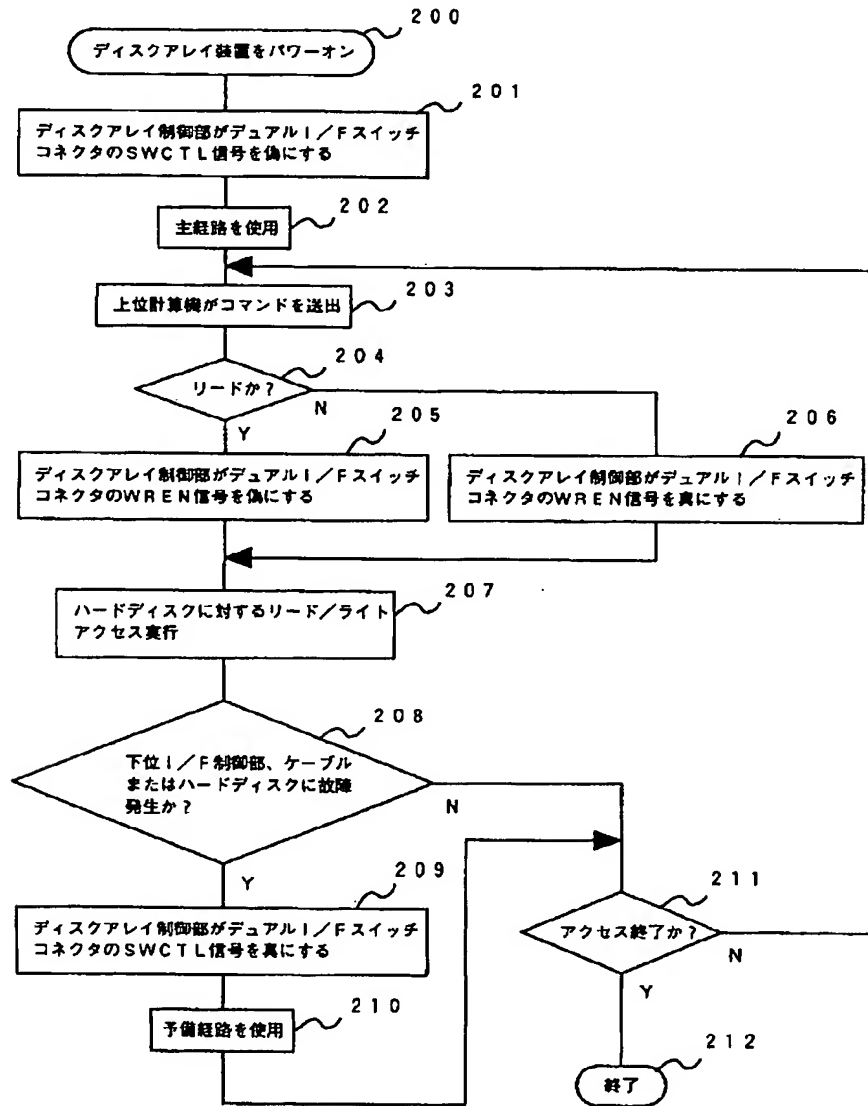 200
ディスクアレイ装置をパワーオン
201
ディスクアレイ制御部がデュアルI/Fスイッチ
コネクタのSWCTL信号を偽にする
202
主経路を使用
203
上位計算機がコマンドを送出
204
リードか?
N
Y
205
ディスクアレイ制御部がデュアルI/Fスイッチ
コネクタのWREN信号を偽にする
206
ディスクアレイ制御部がデュアルI/Fスイッチ
コネクタのWREN信号を真にする
207
ハードディスクに対するリード/ライト
アクセス実行
208
下位I/F制御部、ケーブル
またはハードディスクに故障
発生か?
N
Y
209
ディスクアレイ制御部がデュアルI/Fスイッチ
コネクタのSWCTL信号を真にする
210
予備経路を使用
211
アクセス終了か?
N
Y
212
終了